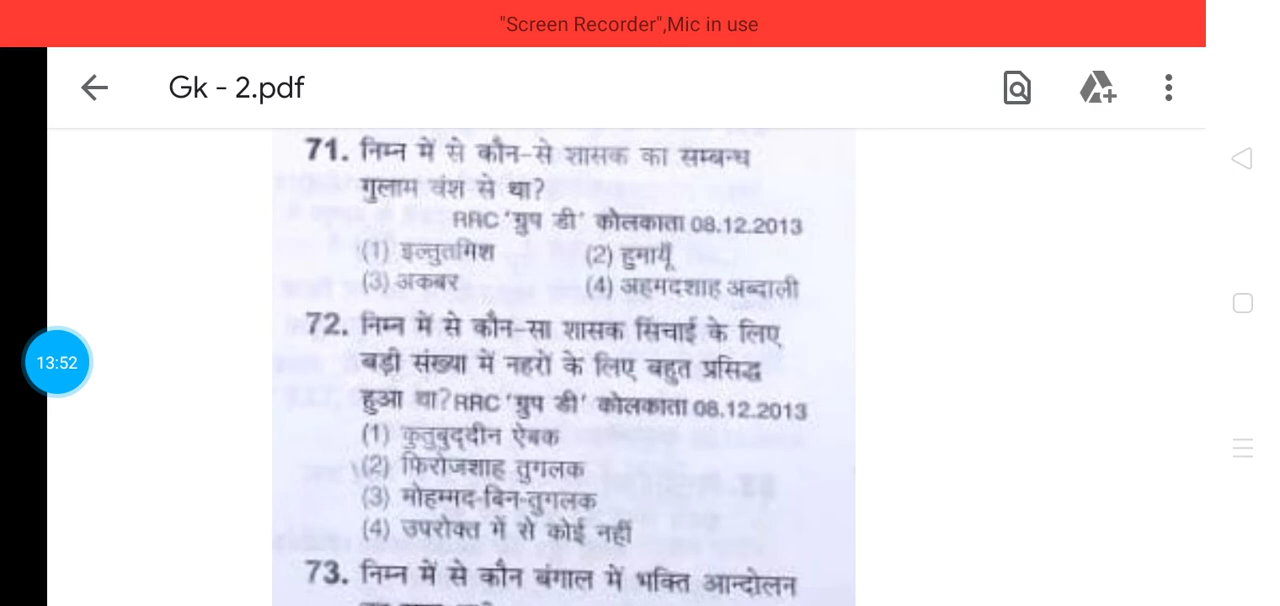 "Screen Recorder",Mic in use
Gk - 2.pdf
71. निम्न में से कौन-से शासक का सम्बन्ध
गुलाम वंश से था?
RRC 'ग्रुप डी' कोलकाता 08.12.2013
(1) इल्तुतमिश (2) हुमायूँ
(3) अकबर (4) अहमदशाह अब्दाली
72. निम्न में से कौन-सा शासक सिंचाई के लिए
बड़ी संख्या में नहरों के लिए बहुत प्रसिद्ध
हुआ था? RRC 'ग्रुप डी' कोलकाता 08.12.2013
(1) कुतुबुद्दीन ऐबक
(2) फिरोजशाह तुगलक
(3) मोहम्मद-बिन-तुगलक
(4) उपरोक्त में से कोई नहीं
13:52
73. निम्न में से कौन बंगाल में भक्ति आन्दोलन